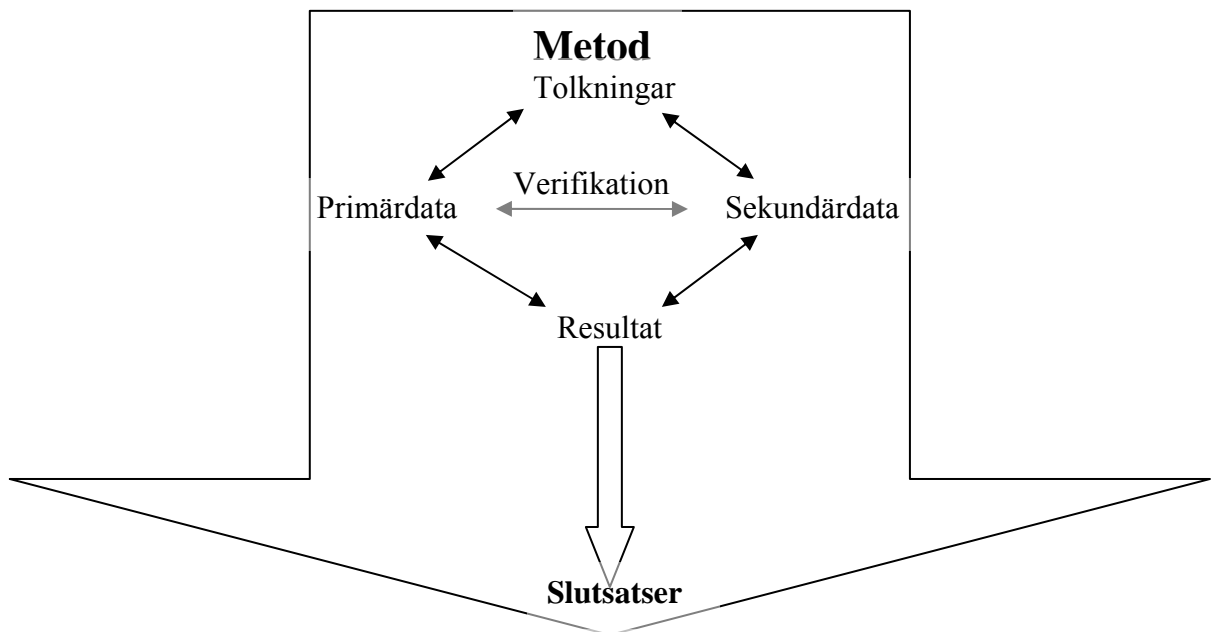 Metod
Tolkningar
Verifikation
Primärdata
Sekundärdata
Resultat
Slutsatser